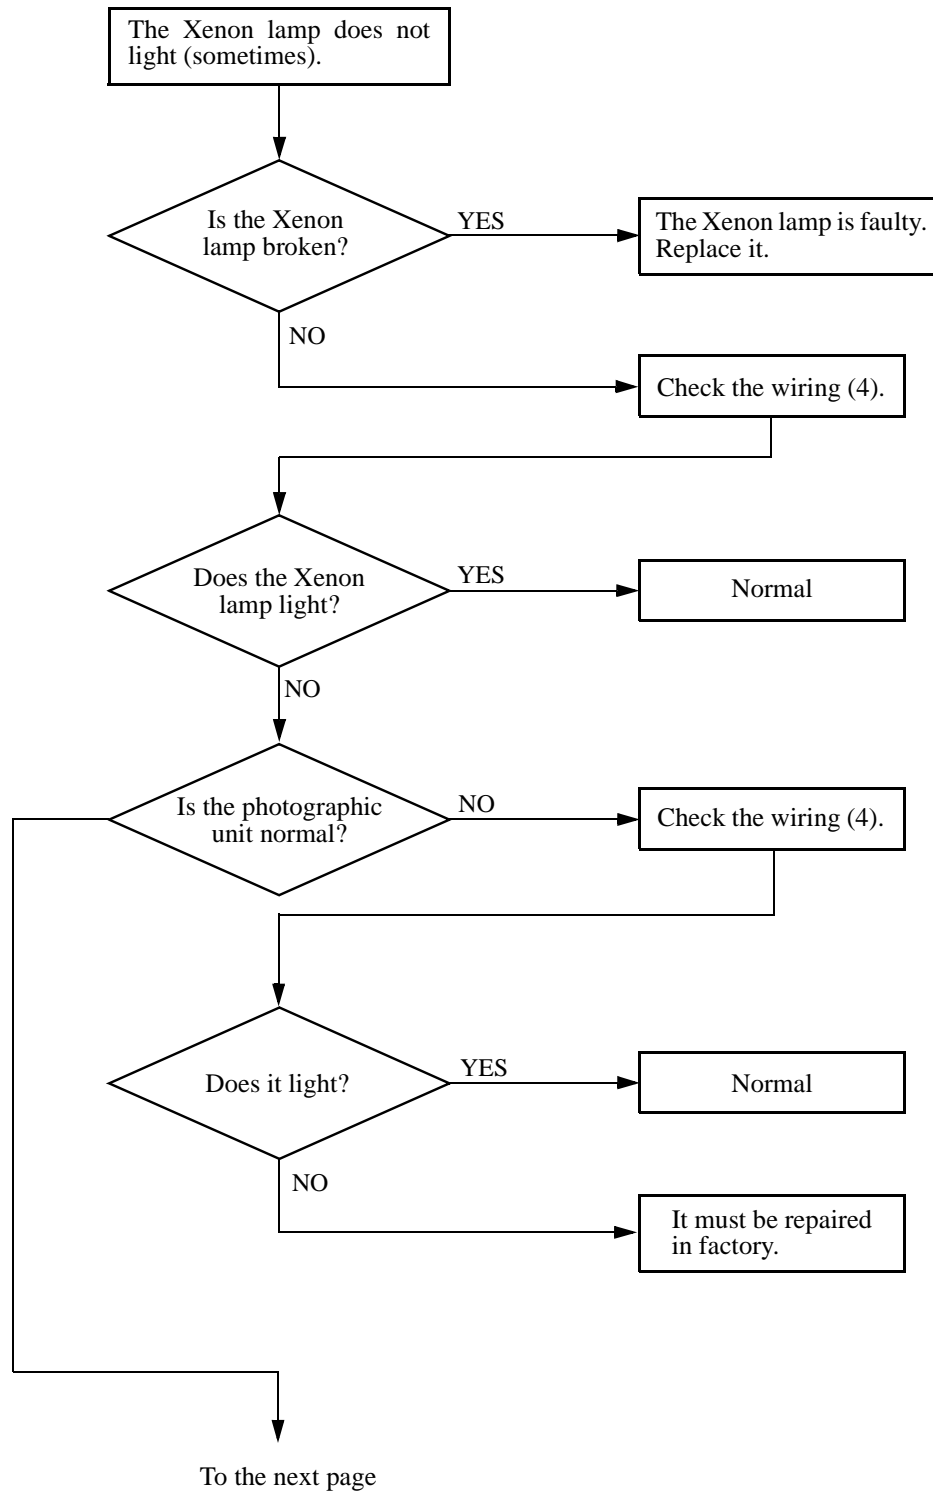 The Xenon lamp does not
light (sometimes).
Is the Xenon
lamp broken?
YES
The Xenon lamp is faulty.
Replace it.
NO
Check the wiring (4).
Does the Xenon
lamp light?
YES
Normal
NO
Is the photographic
unit normal?
NO
Check the wiring (4).
Does it light?
YES
Normal
NO
It must be repaired
in factory.
To the next page